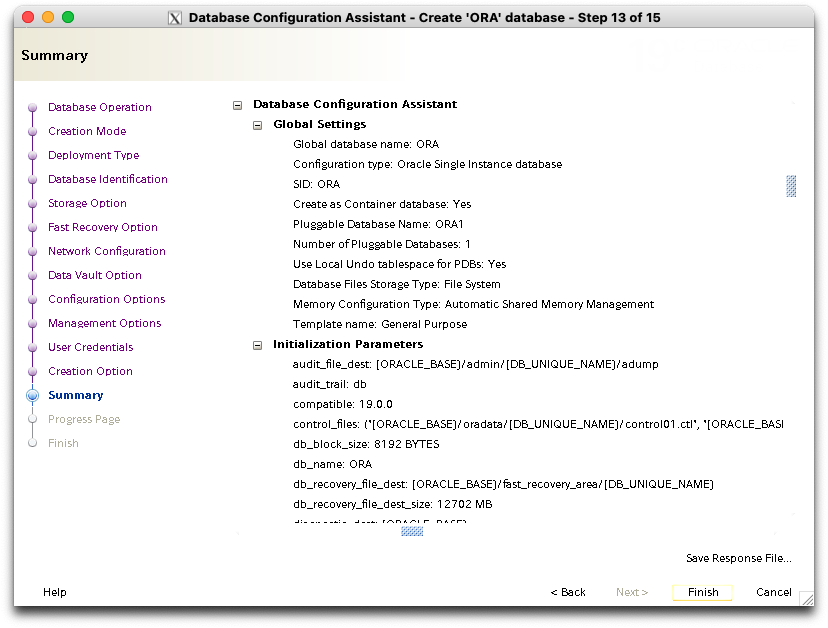 Database Configuration Assistant - Create 'ORA' database - Step 13 of 15
Summary
Database Operation
Creation Mode
Deployment Type
Database Identification
Storage Option
Fast Recovery Option
Network Configuration
Data Vault Option
Configuration Options
Management Options
User Credentials
Creation Option
Summary
Progress Page
Finish
Database Configuration Assistant
Global Settings
Global database name: ORA
Configuration type: Oracle Single Instance database
SID: ORA
Create as Container database: Yes
Pluggable Database Name: ORA1
Number of Pluggable Databases: 1
Use Local Undo tablespace for PDBs: Yes
Database Files Storage Type: File System
Memory Configuration Type: Automatic Shared Memory Management
Template name: General Purpose
Initialization Parameters
audit_file_dest: {ORACLE_BASE}/admin/{DB_UNIQUE_NAME}/adump
audit_trail: db
compatible: 19.0.0
control_files: ("{ORACLE_BASE}/oradata/{DB_UNIQUE_NAME}/control01.ctl", "{ORACLE_BASI
db_block_size: 8192 BYTES
db_name: ORA
db_recovery_file_dest: {ORACLE_BASE}/fast_recovery_area/{DB_UNIQUE_NAME}
db_recovery_file_dest_size: 12702 MB
diagnostic_dest: {ORACLE_BASE}
Save Response File...
Help
< Back
Next >
Finish
Cancel